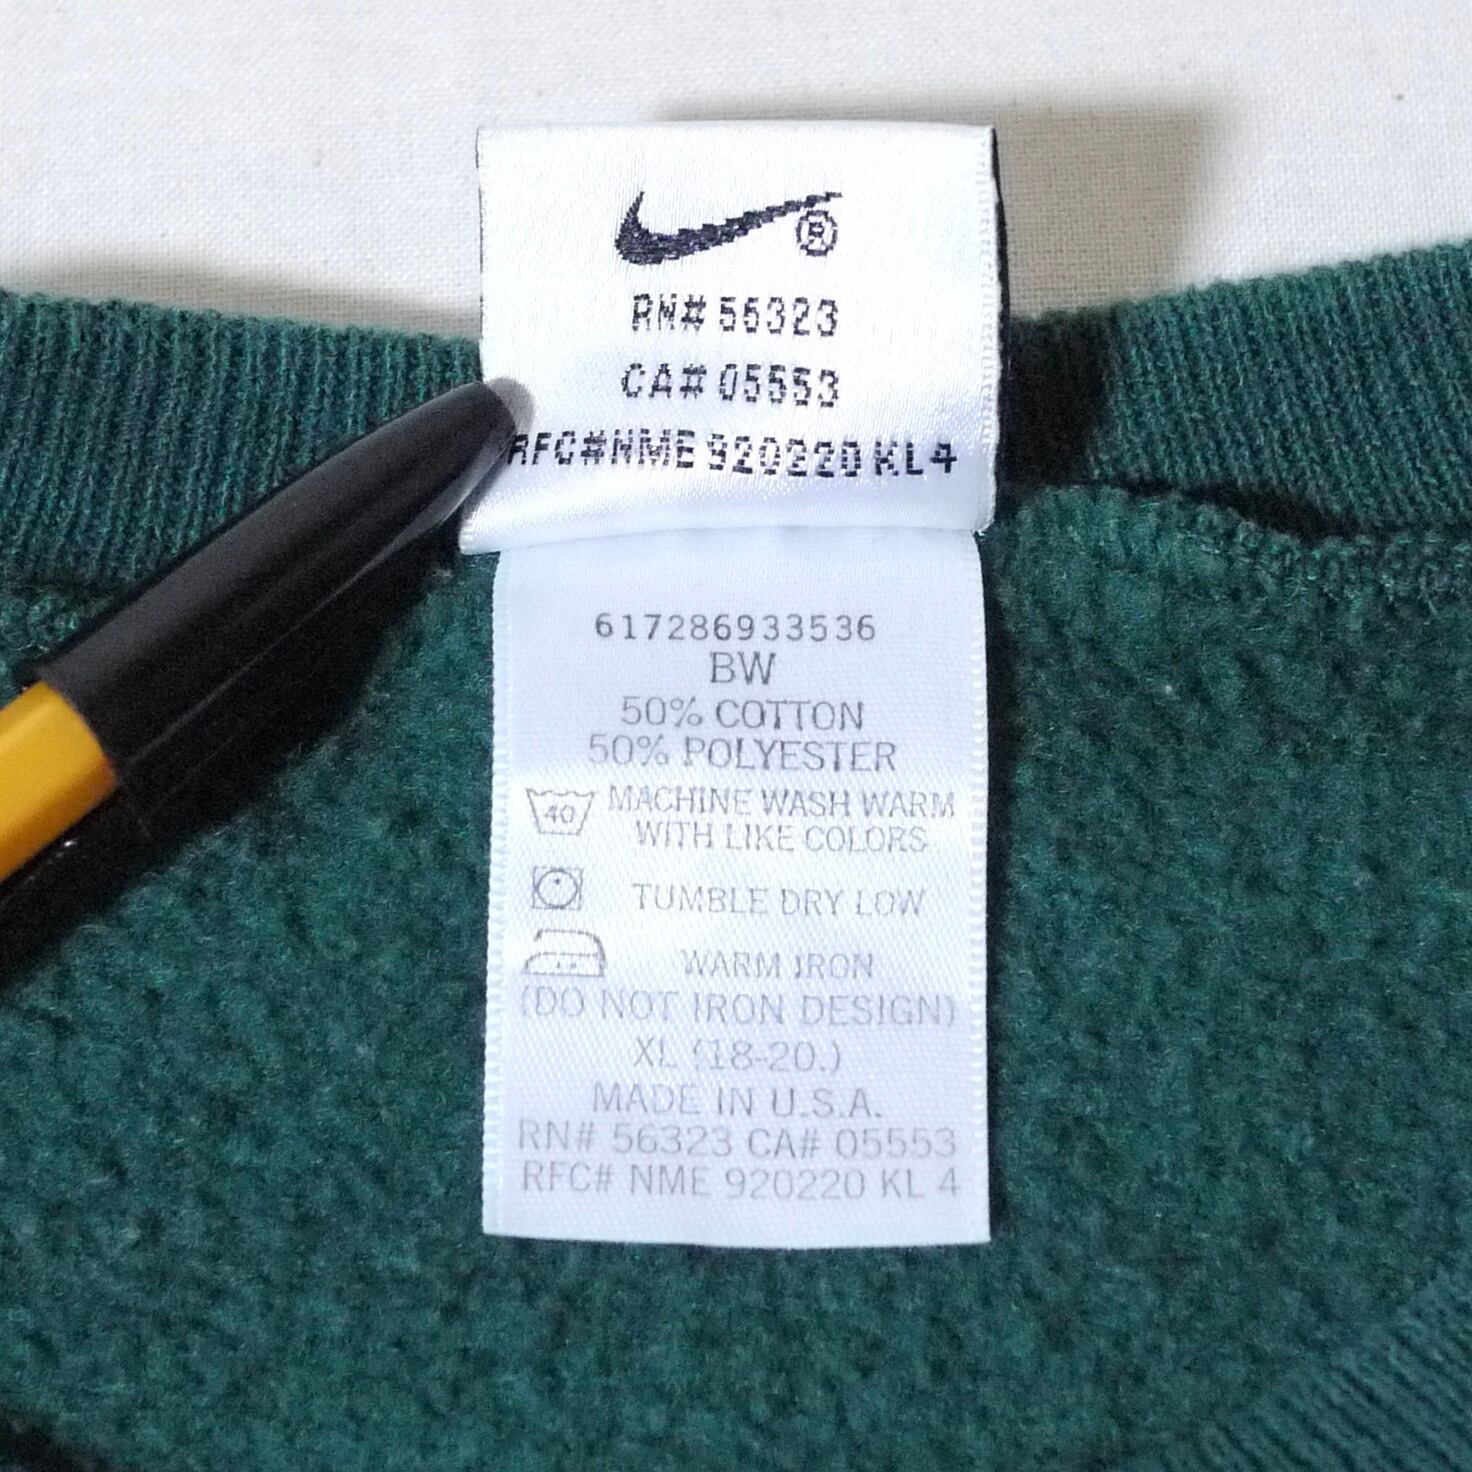 ®
RN# 56323
CA# 05553
RFC#NME 920220 KL4
617286933536
BW
50% COTTON
50% POLYESTER
40 MACHINE WASH WARM
WITH LIKE COLORS
TUMBLE DRY LOW
WARM IRON
(DO NOT IRON DESIGN)
XL (18-20.)
MADE IN U.S.A.
RN# 56323 CA# 05553
RFC# NME 920220 KL 4